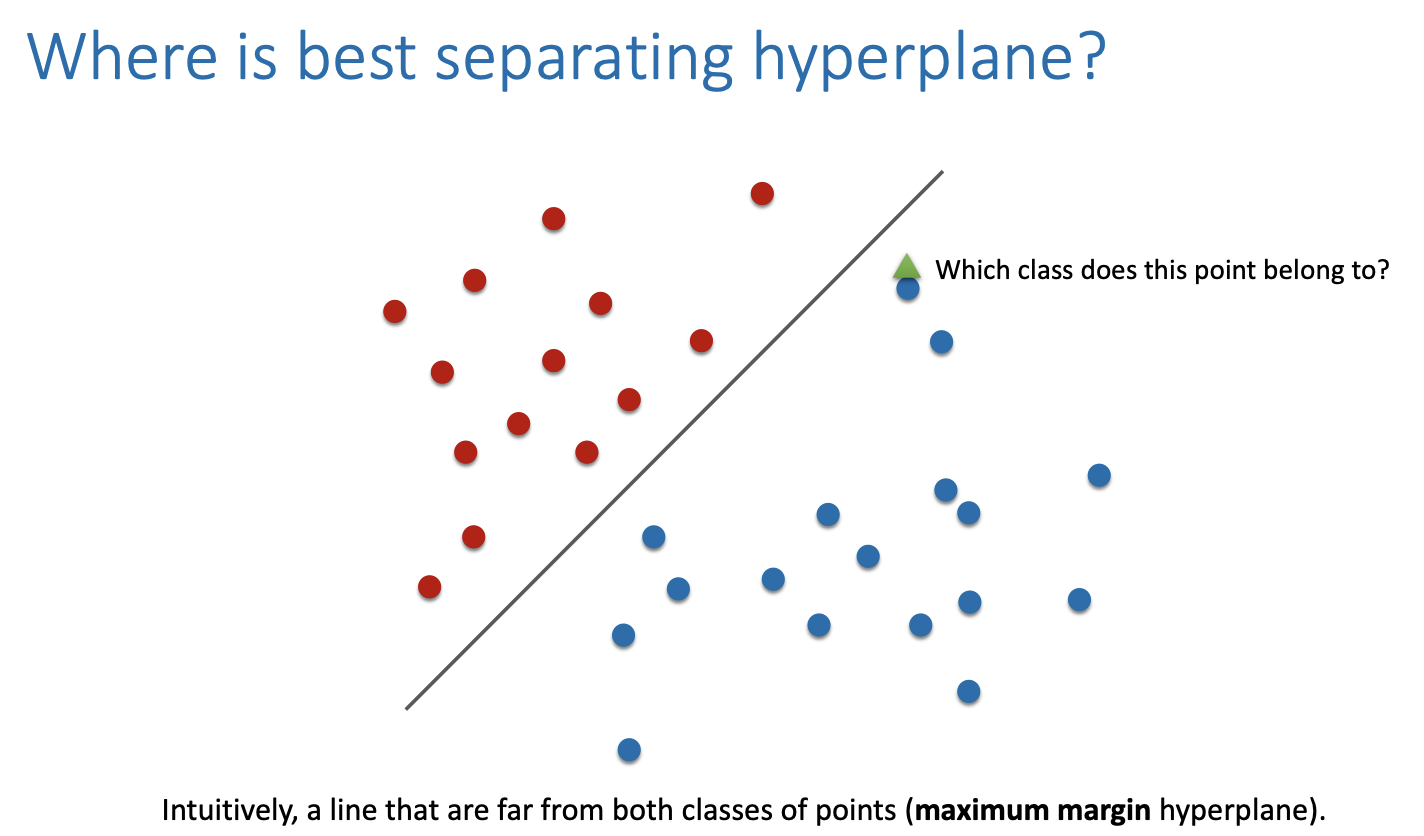 Where is best separating hyperplane?
Which class does this point belong to?
Intuitively, a line that are far from both classes of points (maximum margin hyperplane).